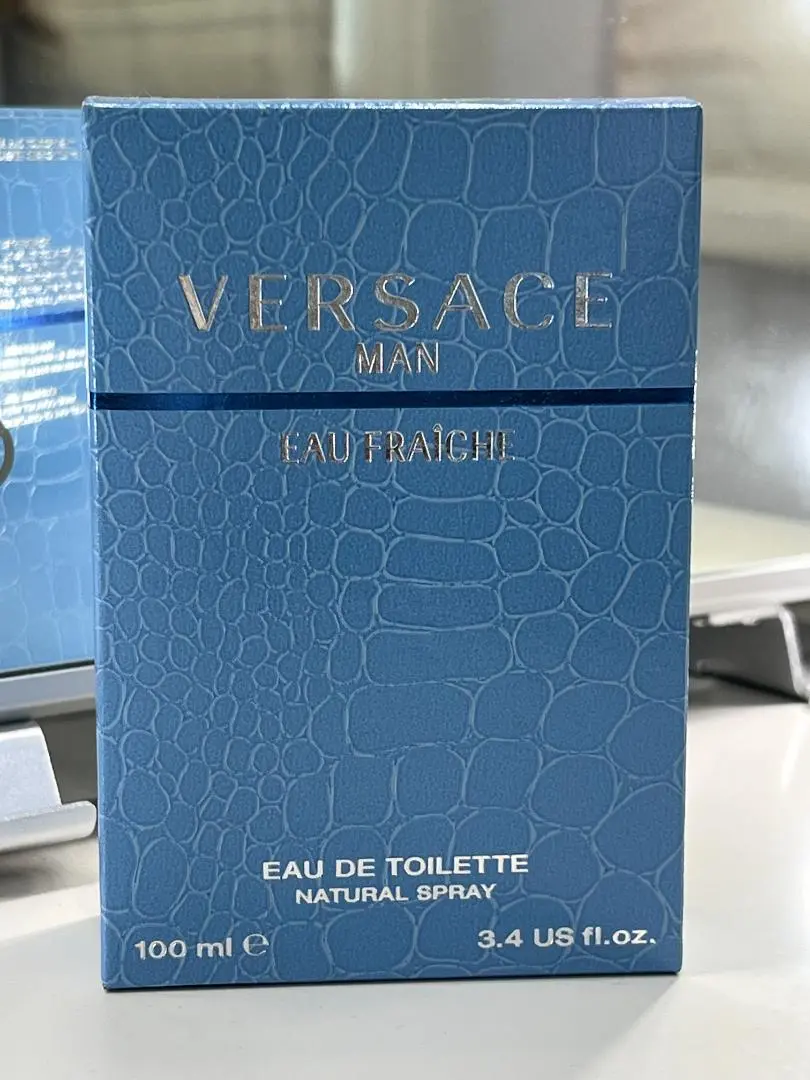 VERSACE
MAN
EAU FRAÎCHE
EAU DE TOILETTE
NATURAL SPRAY
100 ml ℮
3.4 US fl.oz.